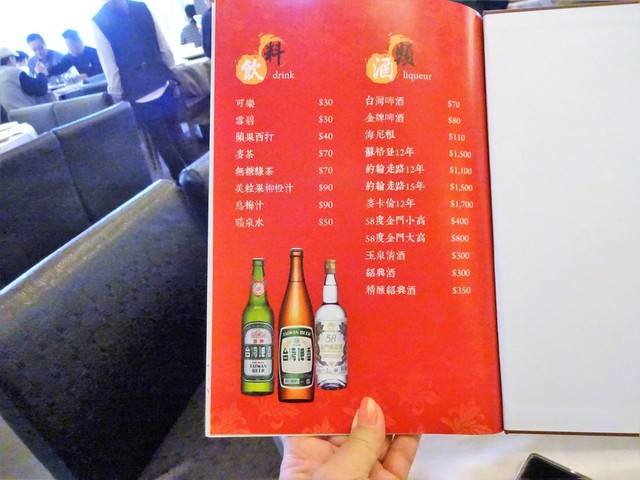 飲料 drink
可樂 $30
雪碧 $30
蘋果西打 $40
麥茶 $70
無糖綠茶 $70
美粒果柳橙汁 $90
烏梅汁 $90
礦泉水 $50
酒類 liqueur
台灣啤酒 $70
金牌啤酒 $80
海尼根 $110
蘇格登12年 $1,500
約翰走路12年 $1,100
約翰走路15年 $1,500
麥卡倫12年 $1,700
58度金門小高 $400
58度金門大高 $800
玉泉清酒 $300
紹興酒 $300
精釀紹興酒 $350
金牌
台灣啤酒
TAIWAN
BEER
TAIWAN BEER
台灣啤酒
58